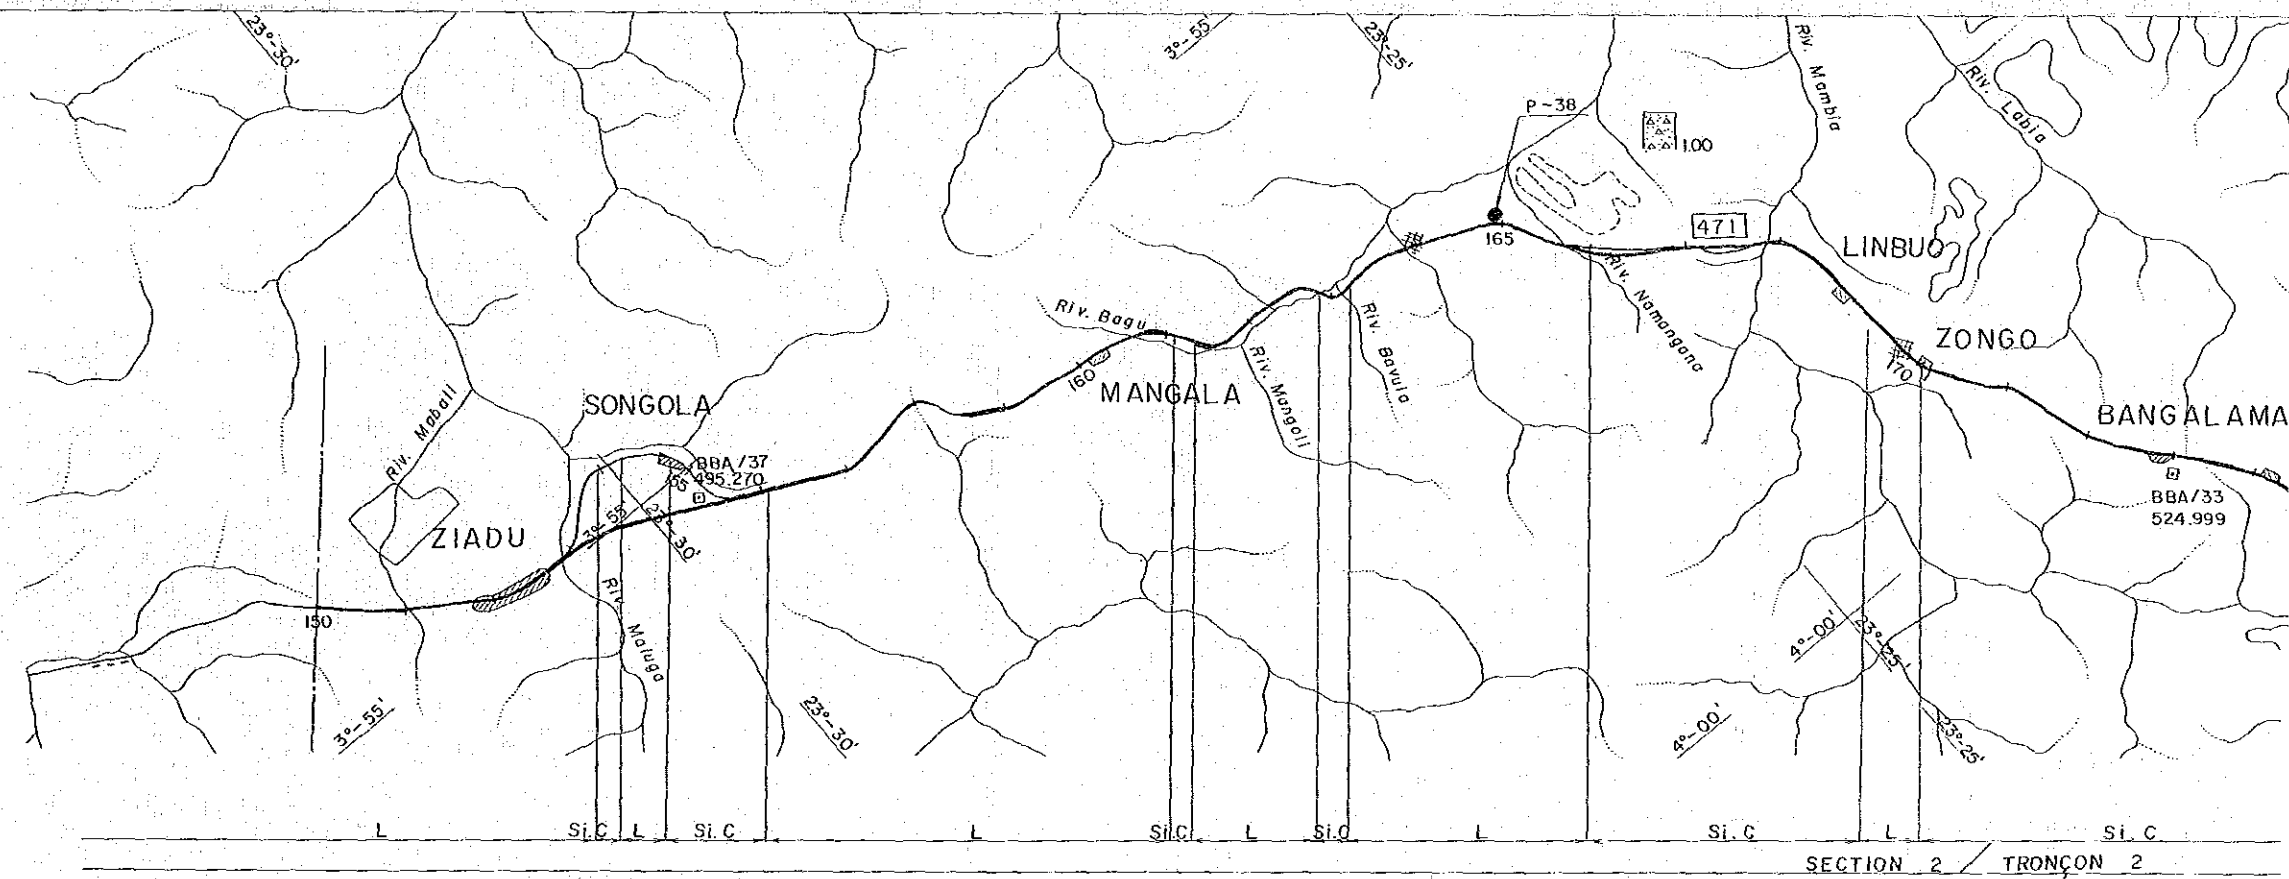 23°-30'
3°-55'
23°-25'
Riv. Mambia
Riv. Labia
P-38
1.00
471
165
LINBUO
Riv. Namangana
Riv. Bagu
Riv. Bavula
ZONGO
170
160
MANGALA
Riv. Mangoli
Riv. Mabali
SONGOLA
BBA/37
495.270
155
BANGALAMA
BBA/33
524.999
ZIADU
3°-55'
23°-30'
150
Riv. Maluga
4°-00'
23°-25'
3°-55'
23°-30'
4°-00'
23°-25'
L Si.C L Si.C L Si.C L Si.C L Si.C L Si.C
SECTION 2 / TRONÇON 2